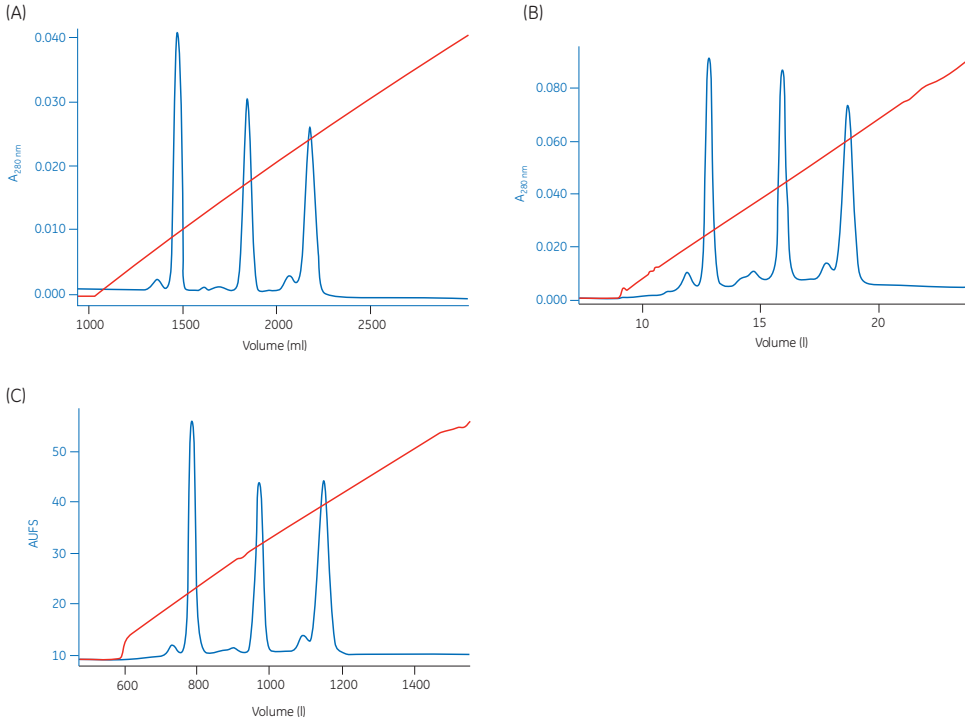 (A)
0.040
0.030
0.020
0.010
0.000
A280 nm
1000 1500 2000 2500
Volume (ml)
(B)
0.080
0.060
0.040
0.020
0.000
A280 nm
10 15 20
Volume (l)
(C)
50
40
30
20
10
AUFS
600 800 1000 1200 1400
Volume (l)